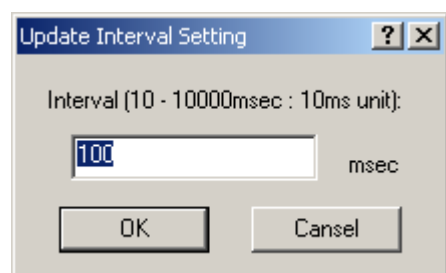 Update Interval Setting
Interval (10 - 10000msec : 10ms unit):
100
msec
OK
Cansel